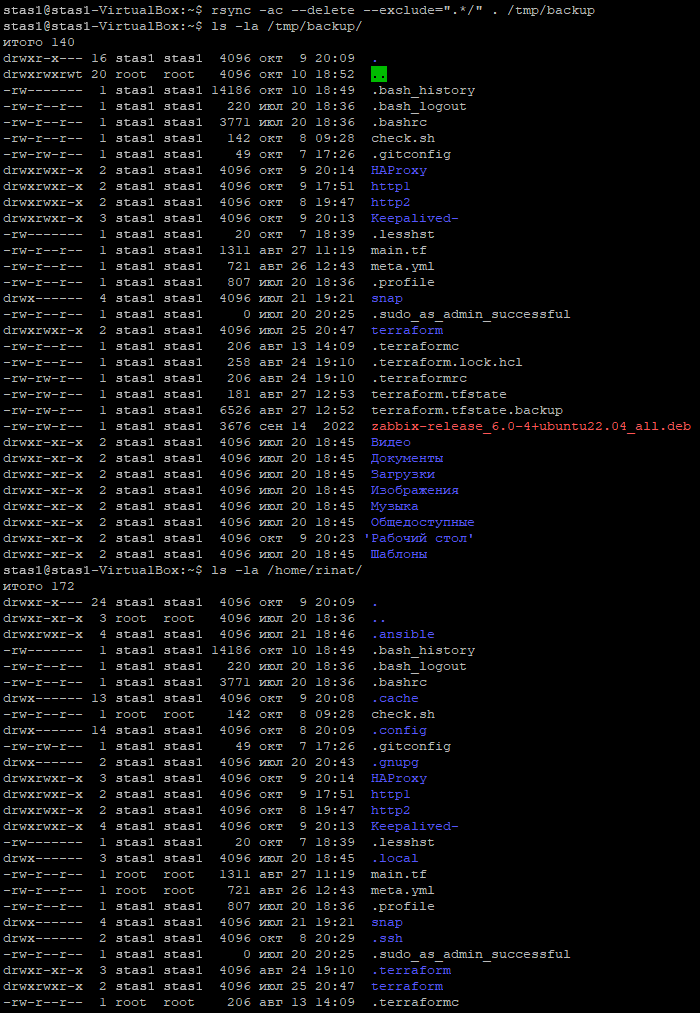 stas1@stas1-VirtualBox:~$ rsync -ac --delete --exclude=".*/" . /tmp/backup
stas1@stas1-VirtualBox:~$ ls -la /tmp/backup/
итого 140
drwxr-x--- 16 stas1 stas1  4096 окт  9 20:09 .
drwxrwxrwt 20 root  root   4096 окт 10 18:52 ..
-rw-------  1 stas1 stas1 14186 окт 10 18:49 .bash_history
-rw-r--r--  1 stas1 stas1   220 июл 20 18:36 .bash_logout
-rw-r--r--  1 stas1 stas1  3771 июл 20 18:36 .bashrc
-rw-r--r--  1 stas1 stas1   142 окт  8 09:28 check.sh
-rw-rw-r--  1 stas1 stas1    49 окт  7 17:26 .gitconfig
drwxrwxr-x  2 stas1 stas1  4096 окт  9 20:14 HAProxy
drwxrwxr-x  2 stas1 stas1  4096 окт  9 17:51 http1
drwxrwxr-x  2 stas1 stas1  4096 окт  8 19:47 http2
drwxrwxr-x  3 stas1 stas1  4096 окт  9 20:13 Keepalived-
-rw-------  1 stas1 stas1    20 окт  7 18:39 .lesshst
-rw-r--r--  1 stas1 stas1  1311 авг 27 11:19 main.tf
-rw-r--r--  1 stas1 stas1   721 авг 26 12:43 meta.yml
-rw-r--r--  1 stas1 stas1   807 июл 20 18:36 .profile
drwx------  4 stas1 stas1  4096 июл 21 19:21 snap
-rw-r--r--  1 stas1 stas1     0 июл 20 20:25 .sudo_as_admin_successful
drwxrwxr-x  2 stas1 stas1  4096 июл 25 20:47 terraform
-rw-r--r--  1 stas1 stas1   206 авг 13 14:09 .terraformc
-rw-r--r--  1 stas1 stas1   258 авг 24 19:10 .terraform.lock.hcl
-rw-rw-r--  1 stas1 stas1   206 авг 24 19:10 .terraformrc
-rw-rw-r--  1 stas1 stas1   181 авг 27 12:53 terraform.tfstate
-rw-rw-r--  1 stas1 stas1  6526 авг 27 12:52 terraform.tfstate.backup
-rw-rw-r--  1 stas1 stas1  3676 сен 14  2022 zabbix-release_6.0-4+ubuntu22.04_all.deb
drwxr-xr-x  2 stas1 stas1  4096 июл 20 18:45 Видео
drwxr-xr-x  2 stas1 stas1  4096 июл 20 18:45 Документы
drwxr-xr-x  2 stas1 stas1  4096 июл 20 18:45 Загрузки
drwxr-xr-x  2 stas1 stas1  4096 июл 20 18:45 Изображения
drwxr-xr-x  2 stas1 stas1  4096 июл 20 18:45 Музыка
drwxr-xr-x  2 stas1 stas1  4096 июл 20 18:45 Общедоступные
drwxr-xr-x  2 stas1 stas1  4096 окт  9 20:23 'Рабочий стол'
drwxr-xr-x  2 stas1 stas1  4096 июл 20 18:45 Шаблоны
stas1@stas1-VirtualBox:~$ ls -la /home/rinat/
итого 172
drwxr-x--- 24 stas1 stas1  4096 окт  9 20:09 .
drwxr-xr-x  3 root  root   4096 июл 20 18:36 ..
drwxrwxr-x  4 stas1 stas1  4096 июл 21 18:46 .ansible
-rw-------  1 stas1 stas1 14186 окт 10 18:49 .bash_history
-rw-r--r--  1 stas1 stas1   220 июл 20 18:36 .bash_logout
-rw-r--r--  1 stas1 stas1  3771 июл 20 18:36 .bashrc
drwx------ 13 stas1 stas1  4096 окт  9 20:08 .cache
-rw-r--r--  1 root  root    142 окт  8 09:28 check.sh
drwx------ 14 stas1 stas1  4096 окт  8 20:09 .config
-rw-rw-r--  1 stas1 stas1    49 окт  7 17:26 .gitconfig
drwx------  2 stas1 stas1  4096 июл 20 20:43 .gnupg
drwxrwxr-x  3 stas1 stas1  4096 окт  9 20:14 HAProxy
drwxrwxr-x  2 stas1 stas1  4096 окт  9 17:51 http1
drwxrwxr-x  2 stas1 stas1  4096 окт  8 19:47 http2
drwxrwxr-x  4 stas1 stas1  4096 окт  9 20:13 Keepalived-
-rw-------  1 stas1 stas1    20 окт  7 18:39 .lesshst
drwx------  3 stas1 stas1  4096 июл 20 18:45 .local
-rw-r--r--  1 root  root   1311 авг 27 11:19 main.tf
-rw-r--r--  1 root  root    721 авг 26 12:43 meta.yml
-rw-r--r--  1 stas1 stas1   807 июл 20 18:36 .profile
drwx------  4 stas1 stas1  4096 июл 21 19:21 snap
drwx------  2 stas1 stas1  4096 окт  8 20:29 .ssh
-rw-r--r--  1 stas1 stas1     0 июл 20 20:25 .sudo_as_admin_successful
drwxr-xr-x  3 stas1 stas1  4096 авг 24 19:10 .terraform
drwxrwxr-x  2 stas1 stas1  4096 июл 25 20:47 terraform
-rw-r--r--  1 root  root    206 авг 13 14:09 .terraformc